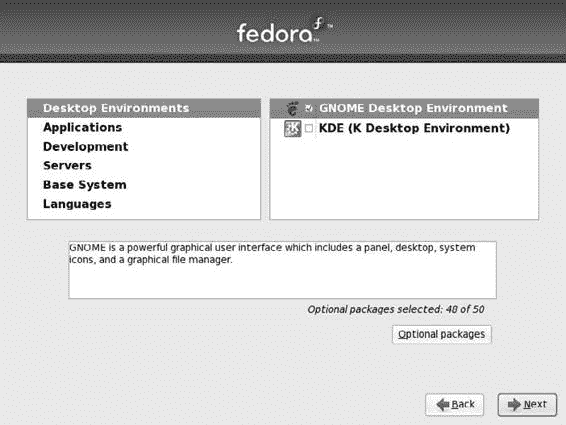 fedora™
Desktop Environments
Applications
Development
Servers
Base System
Languages
GNOME Desktop Environment
KDE (K Desktop Environment)
GNOME is a powerful graphical user interface which includes a panel, desktop, system
icons, and a graphical file manager.
Optional packages selected: 48 of 50
Optional packages
Back
Next